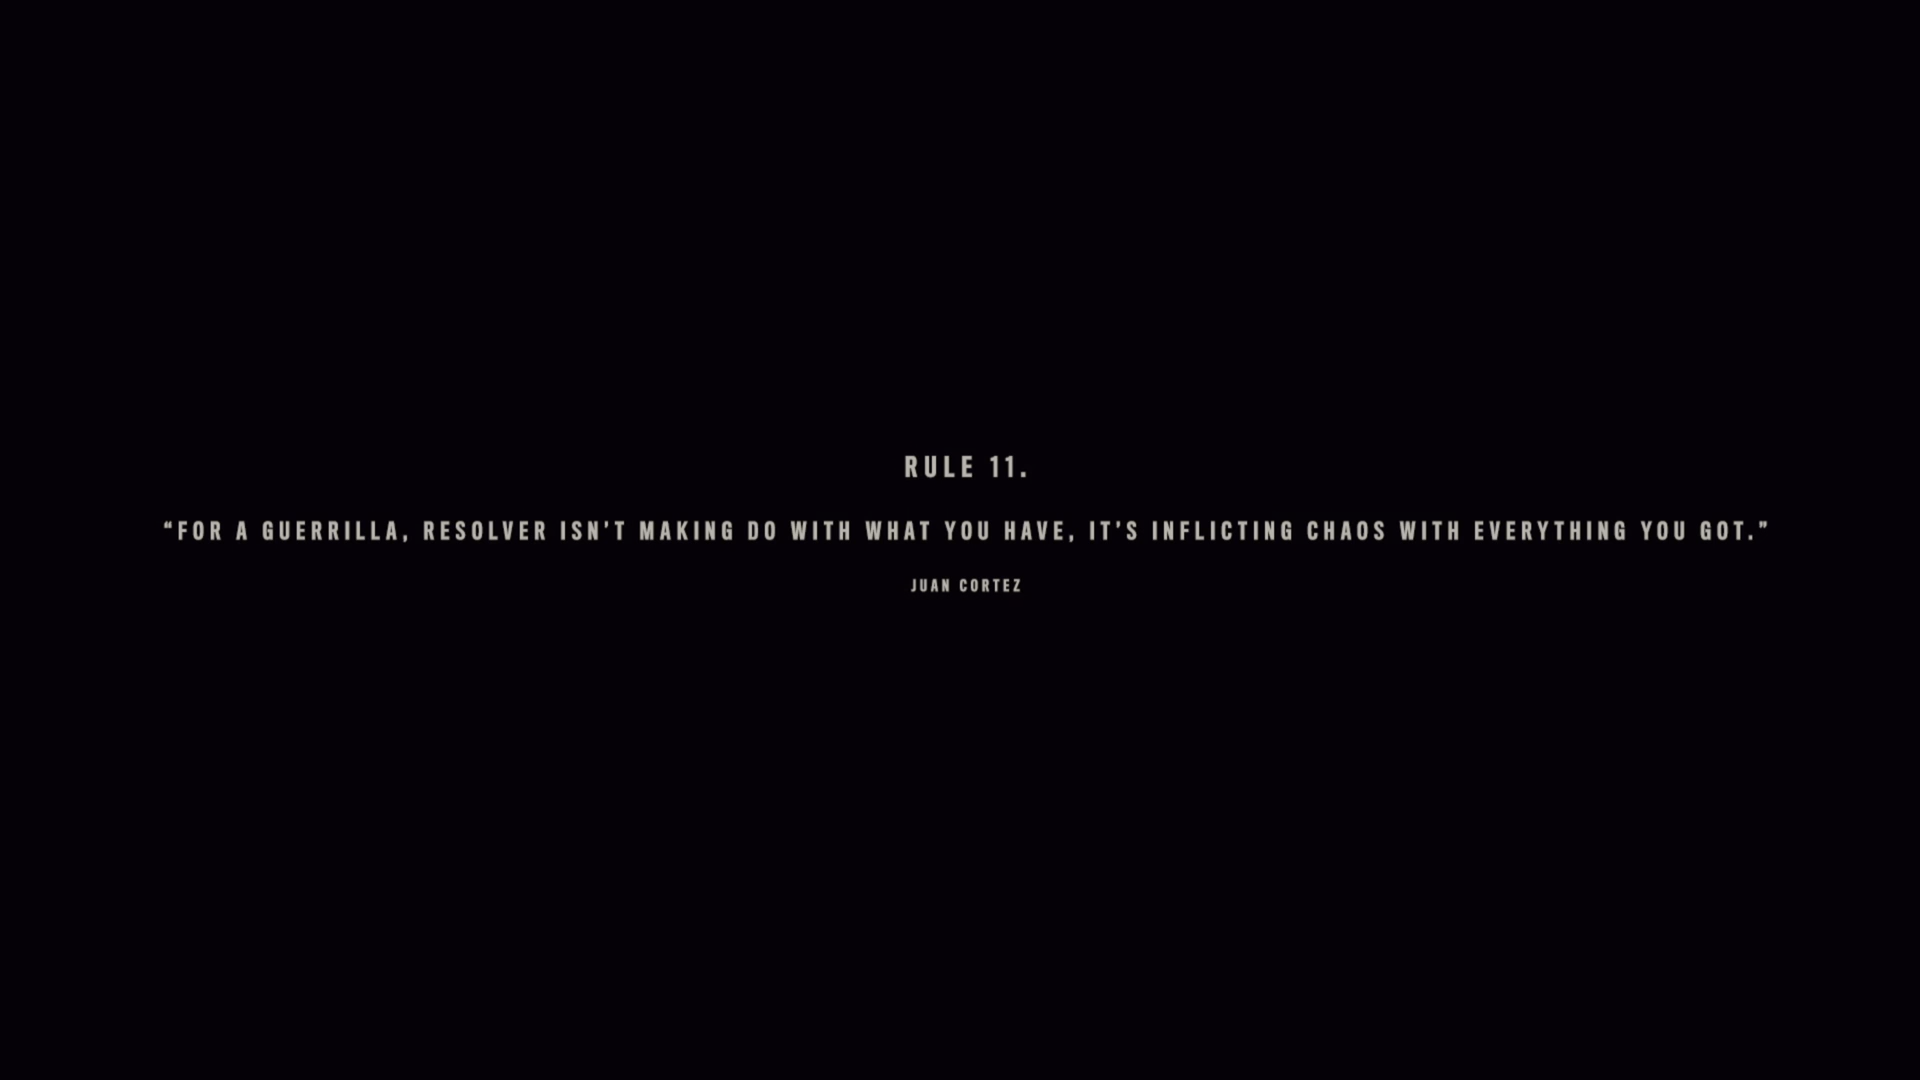 RULE 11.
“FOR A GUERRILLA, RESOLVER ISN’T MAKING DO WITH WHAT YOU HAVE, IT’S INFLICTING CHAOS WITH EVERYTHING YOU GOT.”
JUAN CORTEZ